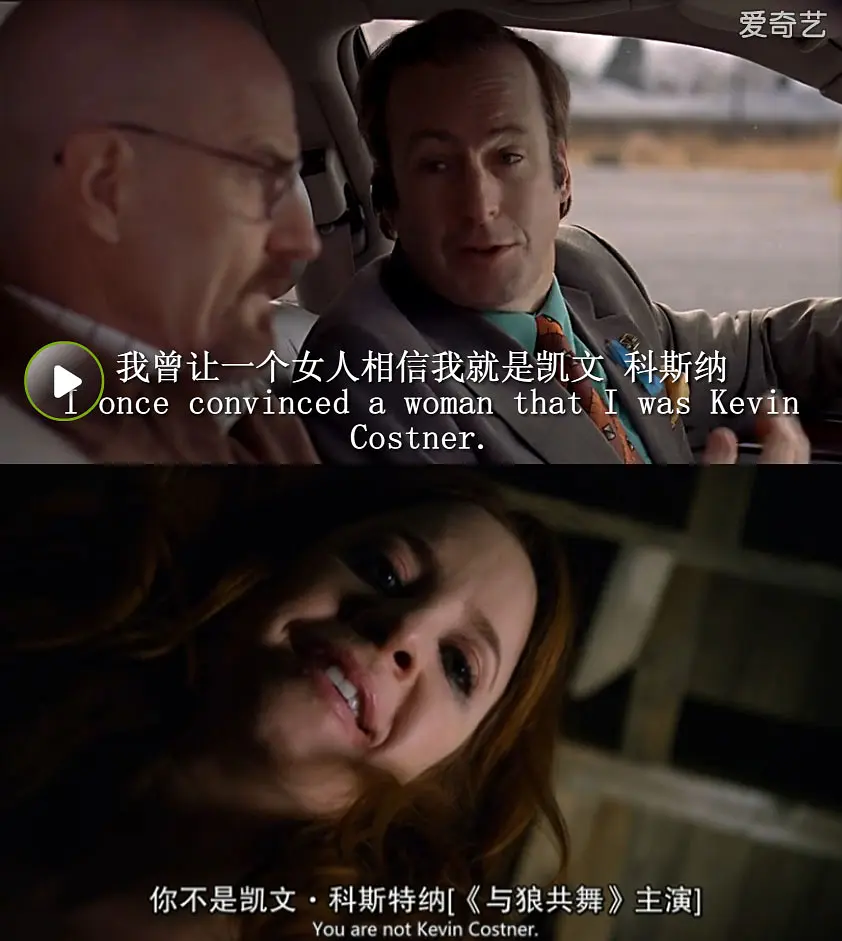 爱奇艺
我曾让一个女人相信我就是凯文 科斯纳
I once convinced a woman that I was Kevin
Costner.
你不是凯文·科斯特纳[《与狼共舞》主演]
You are not Kevin Costner.